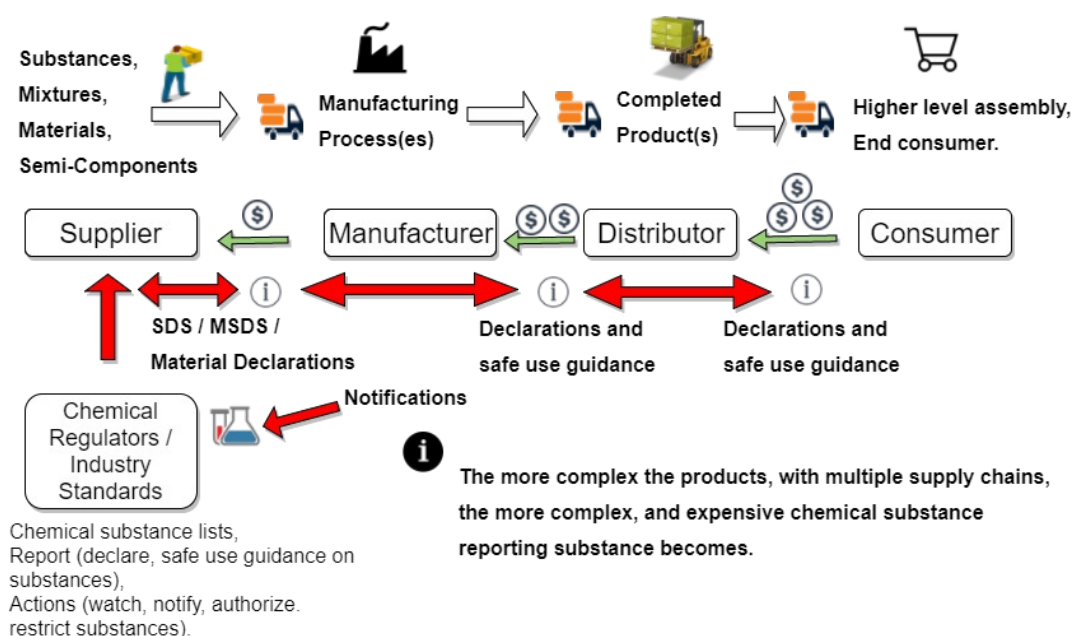 Substances,
Mixtures,
Materials,
Semi-Components
Manufacturing
Process(es)
Completed
Product(s)
Higher level assembly,
End consumer.
Supplier
$
Manufacturer
$ $
Distributor
$
$ $
Consumer
i
SDS / MSDS /
Material Declarations
i
Declarations and
safe use guidance
i
Declarations and
safe use guidance
Notifications
Chemical
Regulators /
Industry
Standards
i
The more complex the products, with multiple supply chains,
the more complex, and expensive chemical substance
reporting substance becomes.
Chemical substance lists,
Report (declare, safe use guidance on
substances),
Actions (watch, notify, authorize.
restrict substances).